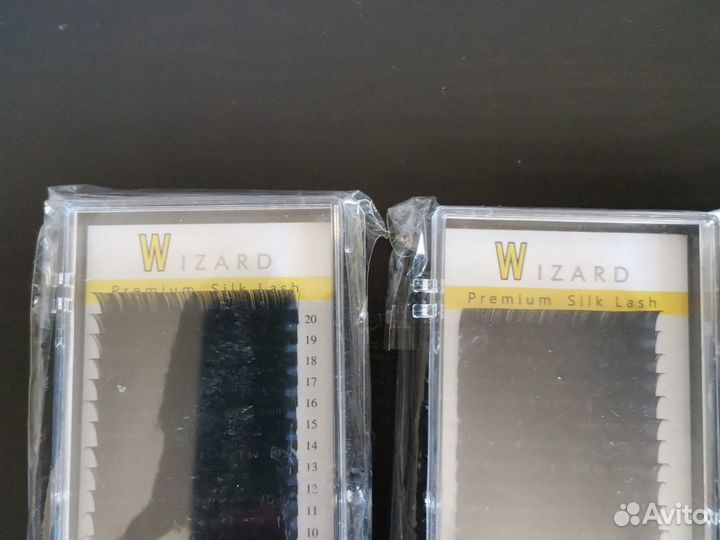 WIZARD
Premium Silk Lash
20
19
18
17
16
15
14
13
12
11
10
WIZARD
Premium Silk Lash
Avito